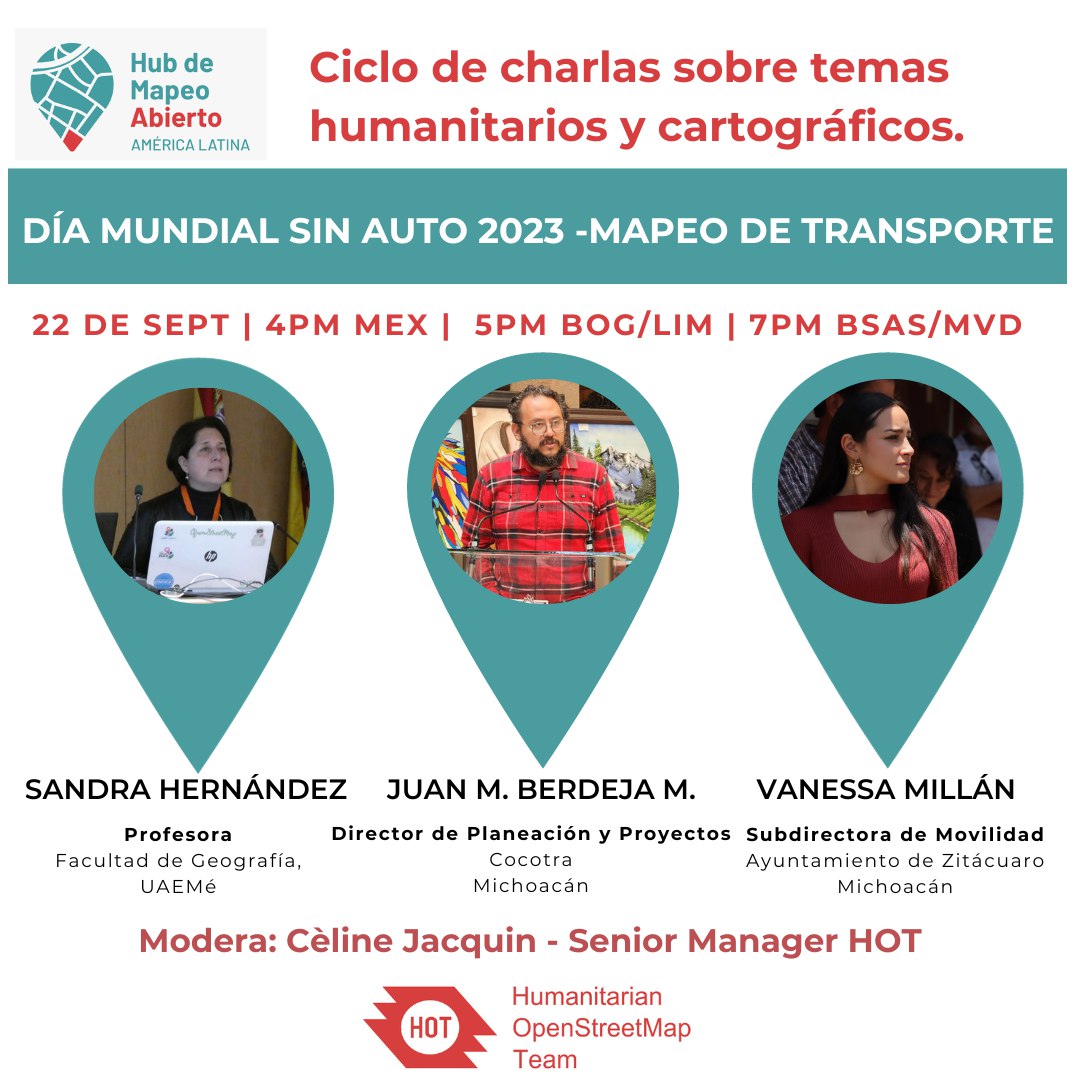 Hub de
Mapeo
Abierto
AMÉRICA LATINA
Ciclo de charlas sobre temas
humanitarios y cartográficos.
DÍA MUNDIAL SIN AUTO 2023 -MAPEO DE TRANSPORTE
22 DE SEPT | 4PM MEX | 5PM BOG/LIM | 7PM BSAS/MVD
OpenStreetMap
hp
SANDRA HERNÁNDEZ
Profesora
Facultad de Geografía,
UAEMé
JUAN M. BERDEJA M.
Director de Planeación y Proyectos
Cocotra
Michoacán
VANESSA MILLÁN
Subdirectora de Movilidad
Ayuntamiento de Zitácuaro
Michoacán
Modera: Cèline Jacquin - Senior Manager HOT
HOT
Humanitarian
OpenStreetMap
Team